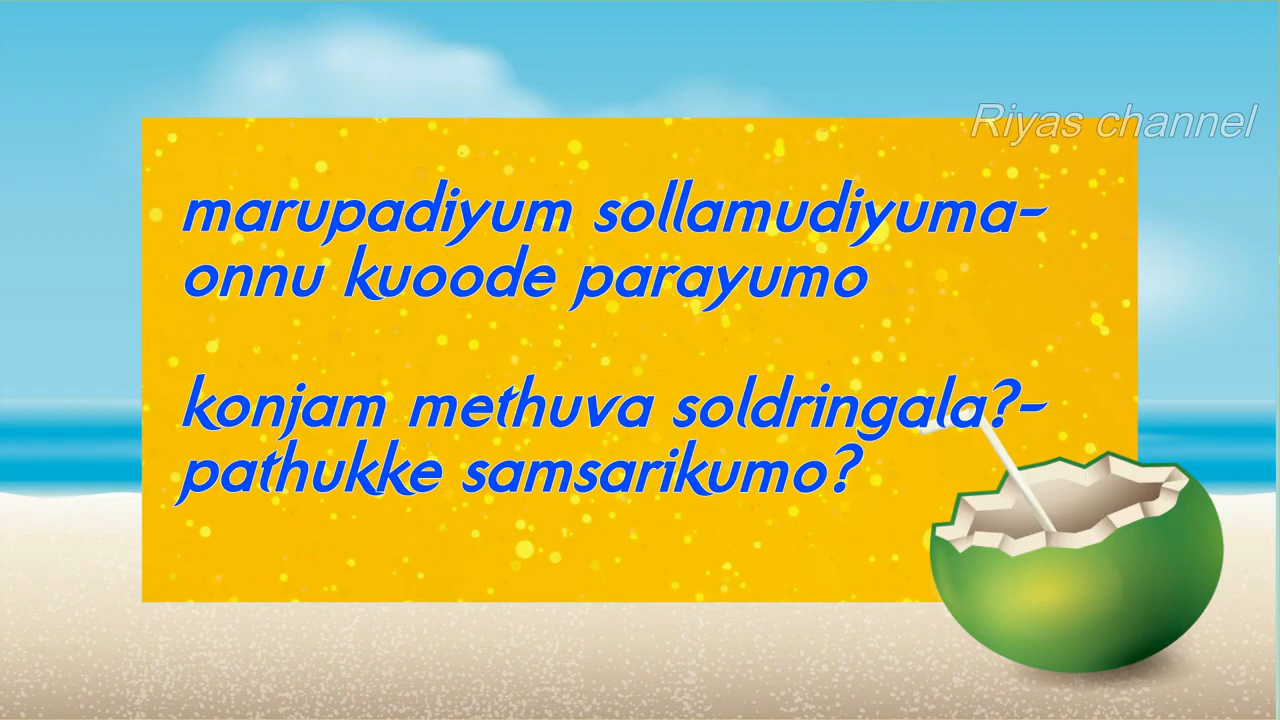 Riyas channel
marupadiyum sollamudiyuma-
onnu kuoode parayumo
konjam methuva soldringala?-
pathukke samsarikumo?